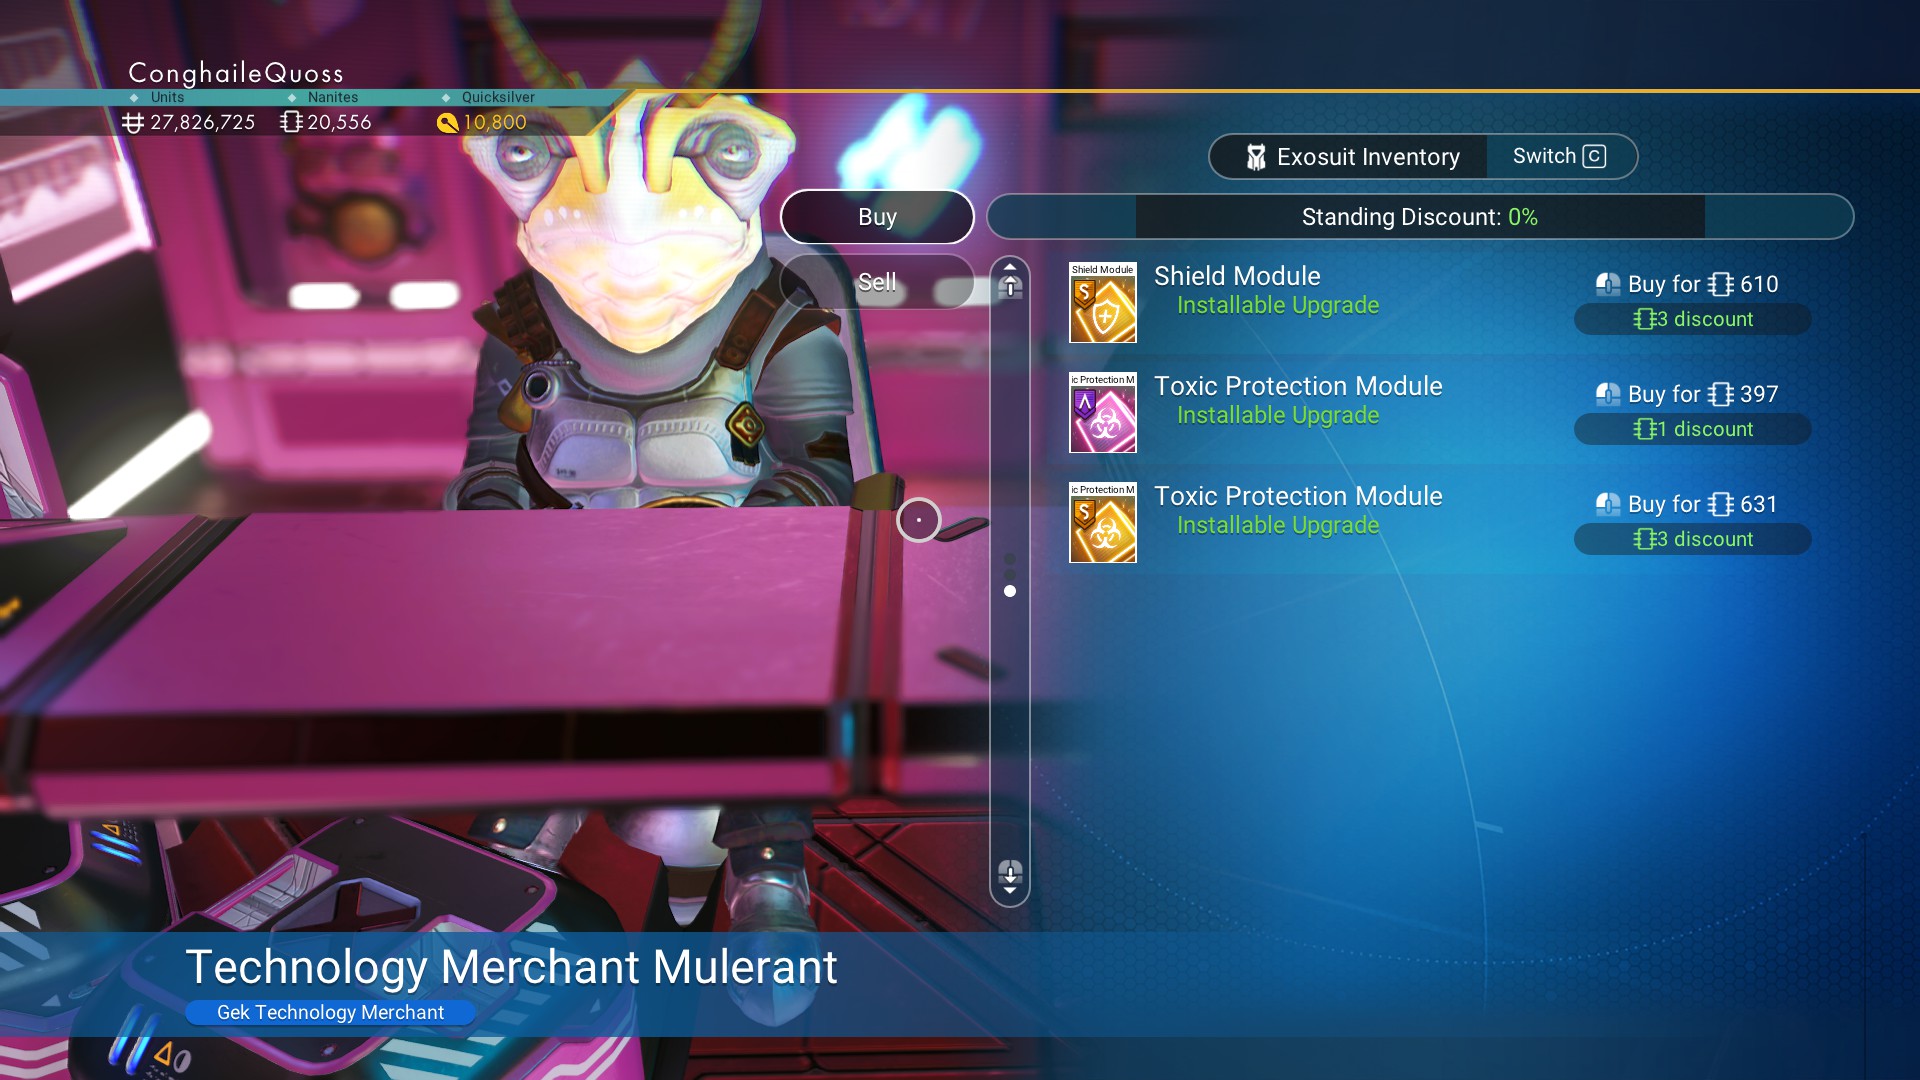 ConghaileQuoss
Units
Nanites
Quicksilver
27,826,725
20,556
10,800
Exosuit Inventory
Switch C
Buy
Standing Discount: 0%
Sell
Shield Module
S
Shield Module
Installable Upgrade
Buy for 610
3 discount
ic Protection M
A
Toxic Protection Module
Installable Upgrade
Buy for 397
1 discount
ic Protection M
S
Toxic Protection Module
Installable Upgrade
Buy for 631
3 discount
Technology Merchant Mulerant
Gek Technology Merchant